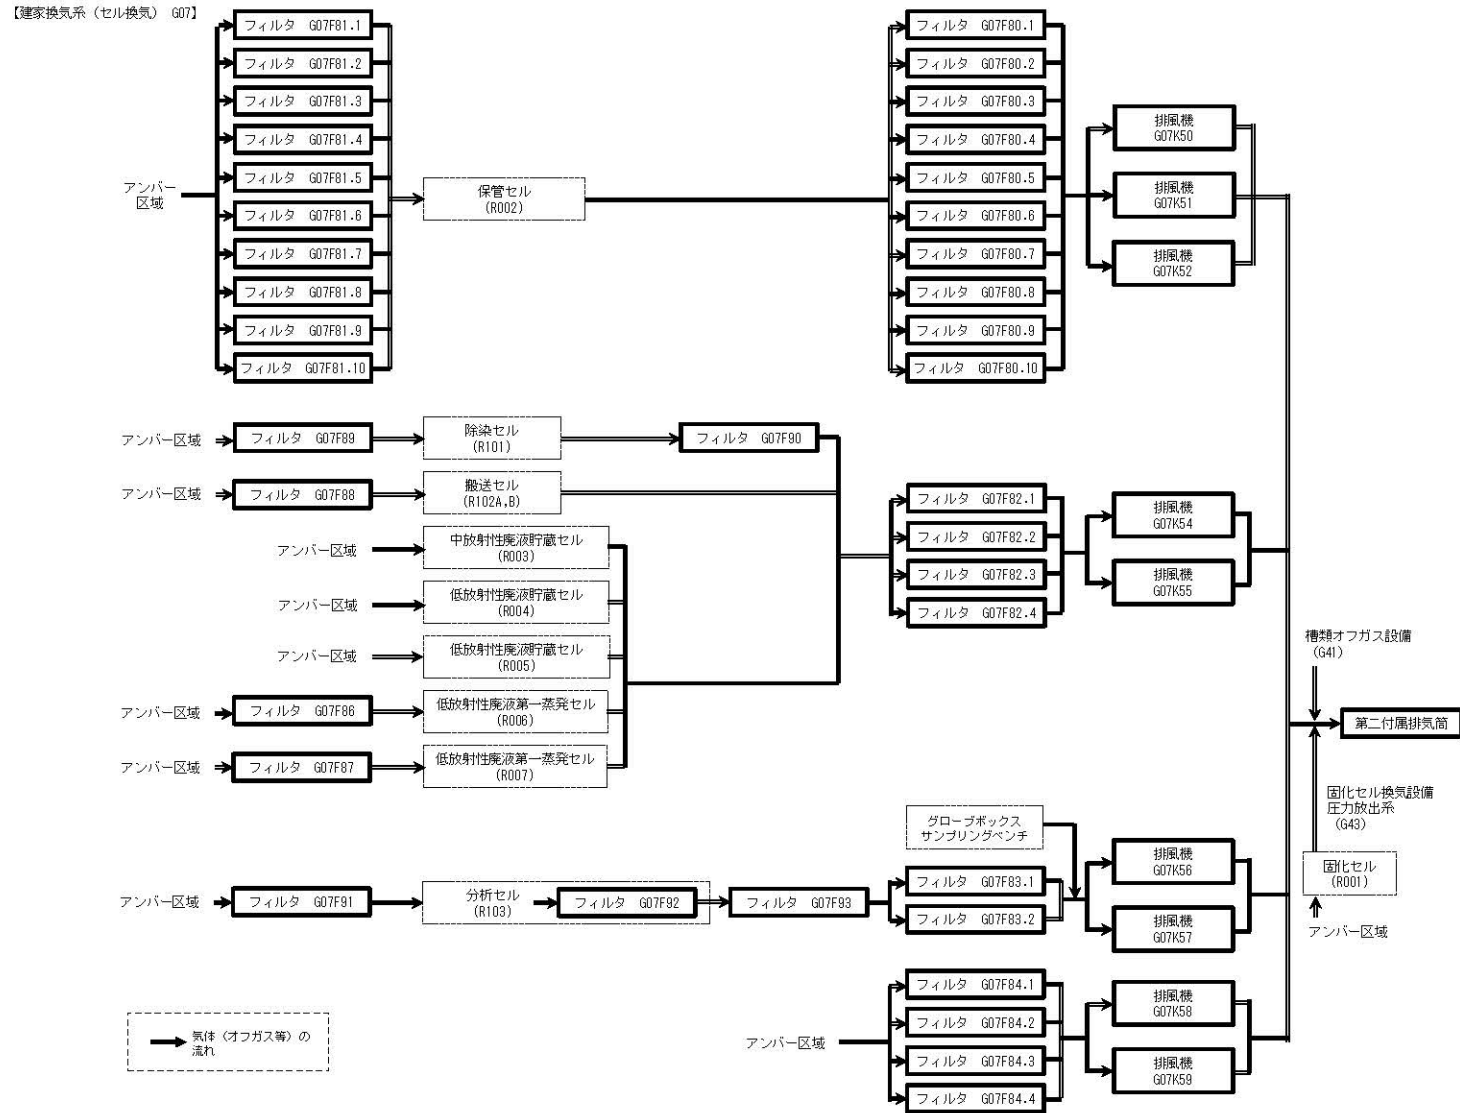 【建家換気系（セル換気） G07】
フィルタ G07F81.1
フィルタ G07F81.2
フィルタ G07F81.3
フィルタ G07F81.4
フィルタ G07F81.5
フィルタ G07F81.6
フィルタ G07F81.7
フィルタ G07F81.8
フィルタ G07F81.9
フィルタ G07F81.10
アンバー
区域
保管セル
(R002)
フィルタ G07F80.1
フィルタ G07F80.2
フィルタ G07F80.3
フィルタ G07F80.4
フィルタ G07F80.5
フィルタ G07F80.6
フィルタ G07F80.7
フィルタ G07F80.8
フィルタ G07F80.9
フィルタ G07F80.10
排風機
G07K50
排風機
G07K51
排風機
G07K52
アンバー区域
フィルタ G07F89
除染セル
(R101)
フィルタ G07F90
アンバー区域
フィルタ G07F88
搬送セル
(R102A,B)
アンバー区域
中放射性廃液貯蔵セル
(R003)
アンバー区域
低放射性廃液貯蔵セル
(R004)
アンバー区域
低放射性廃液貯蔵セル
(R005)
アンバー区域
フィルタ G07F86
低放射性廃液第一蒸発セル
(R006)
アンバー区域
フィルタ G07F87
低放射性廃液第一蒸発セル
(R007)
フィルタ G07F82.1
フィルタ G07F82.2
フィルタ G07F82.3
フィルタ G07F82.4
排風機
G07K54
排風機
G07K55
槽類オフガス設備
(G41)
第二付属排気筒
固化セル換気設備
圧力放出系
(G43)
固化セル
(R001)
アンバー区域
グローブボックス
サンプリングベンチ
アンバー区域
フィルタ G07F91
分析セル
(R103)
フィルタ G07F92
フィルタ G07F93
フィルタ G07F83.1
フィルタ G07F83.2
排風機
G07K56
排風機
G07K57
アンバー区域
フィルタ G07F84.1
フィルタ G07F84.2
フィルタ G07F84.3
フィルタ G07F84.4
排風機
G07K58
排風機
G07K59
気体（オフガス等）の
流れ